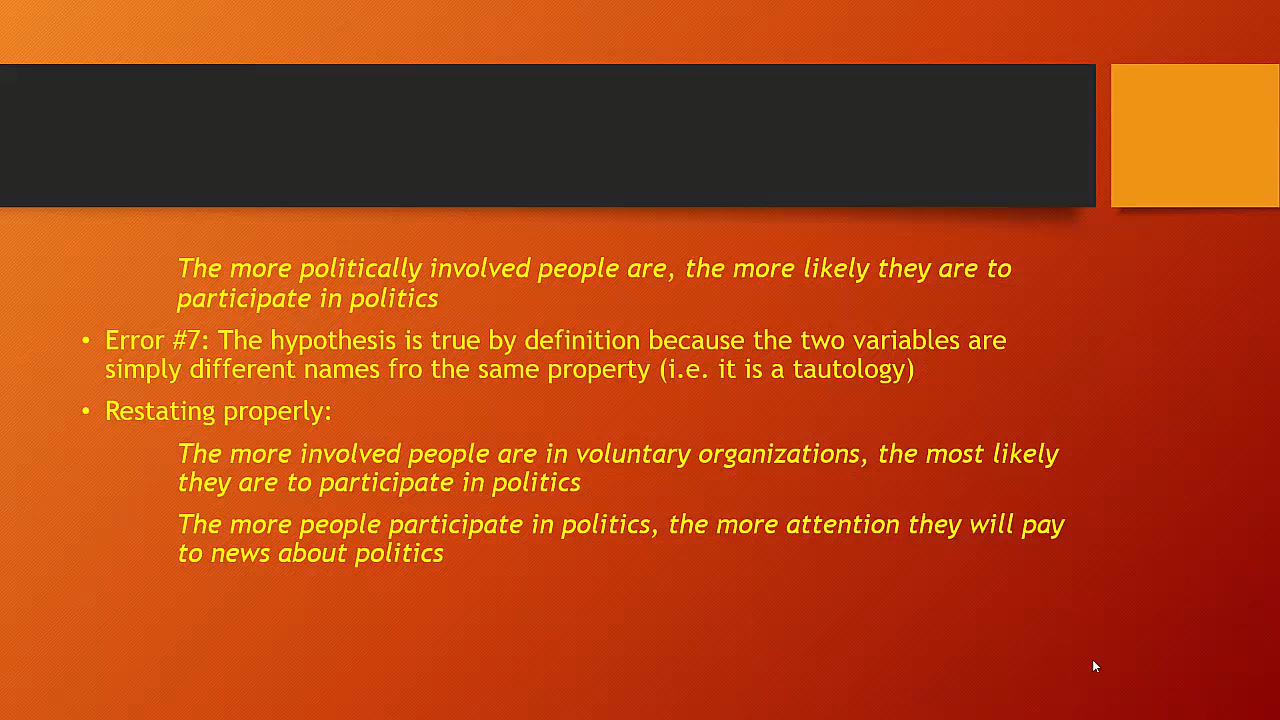 The more politically involved people are, the more likely they are to
participate in politics
• Error #7: The hypothesis is true by definition because the two variables are
simply different names fro the same property (i.e. it is a tautology)
• Restating properly:
The more involved people are in voluntary organizations, the most likely
they are to participate in politics
The more people participate in politics, the more attention they will pay
to news about politics